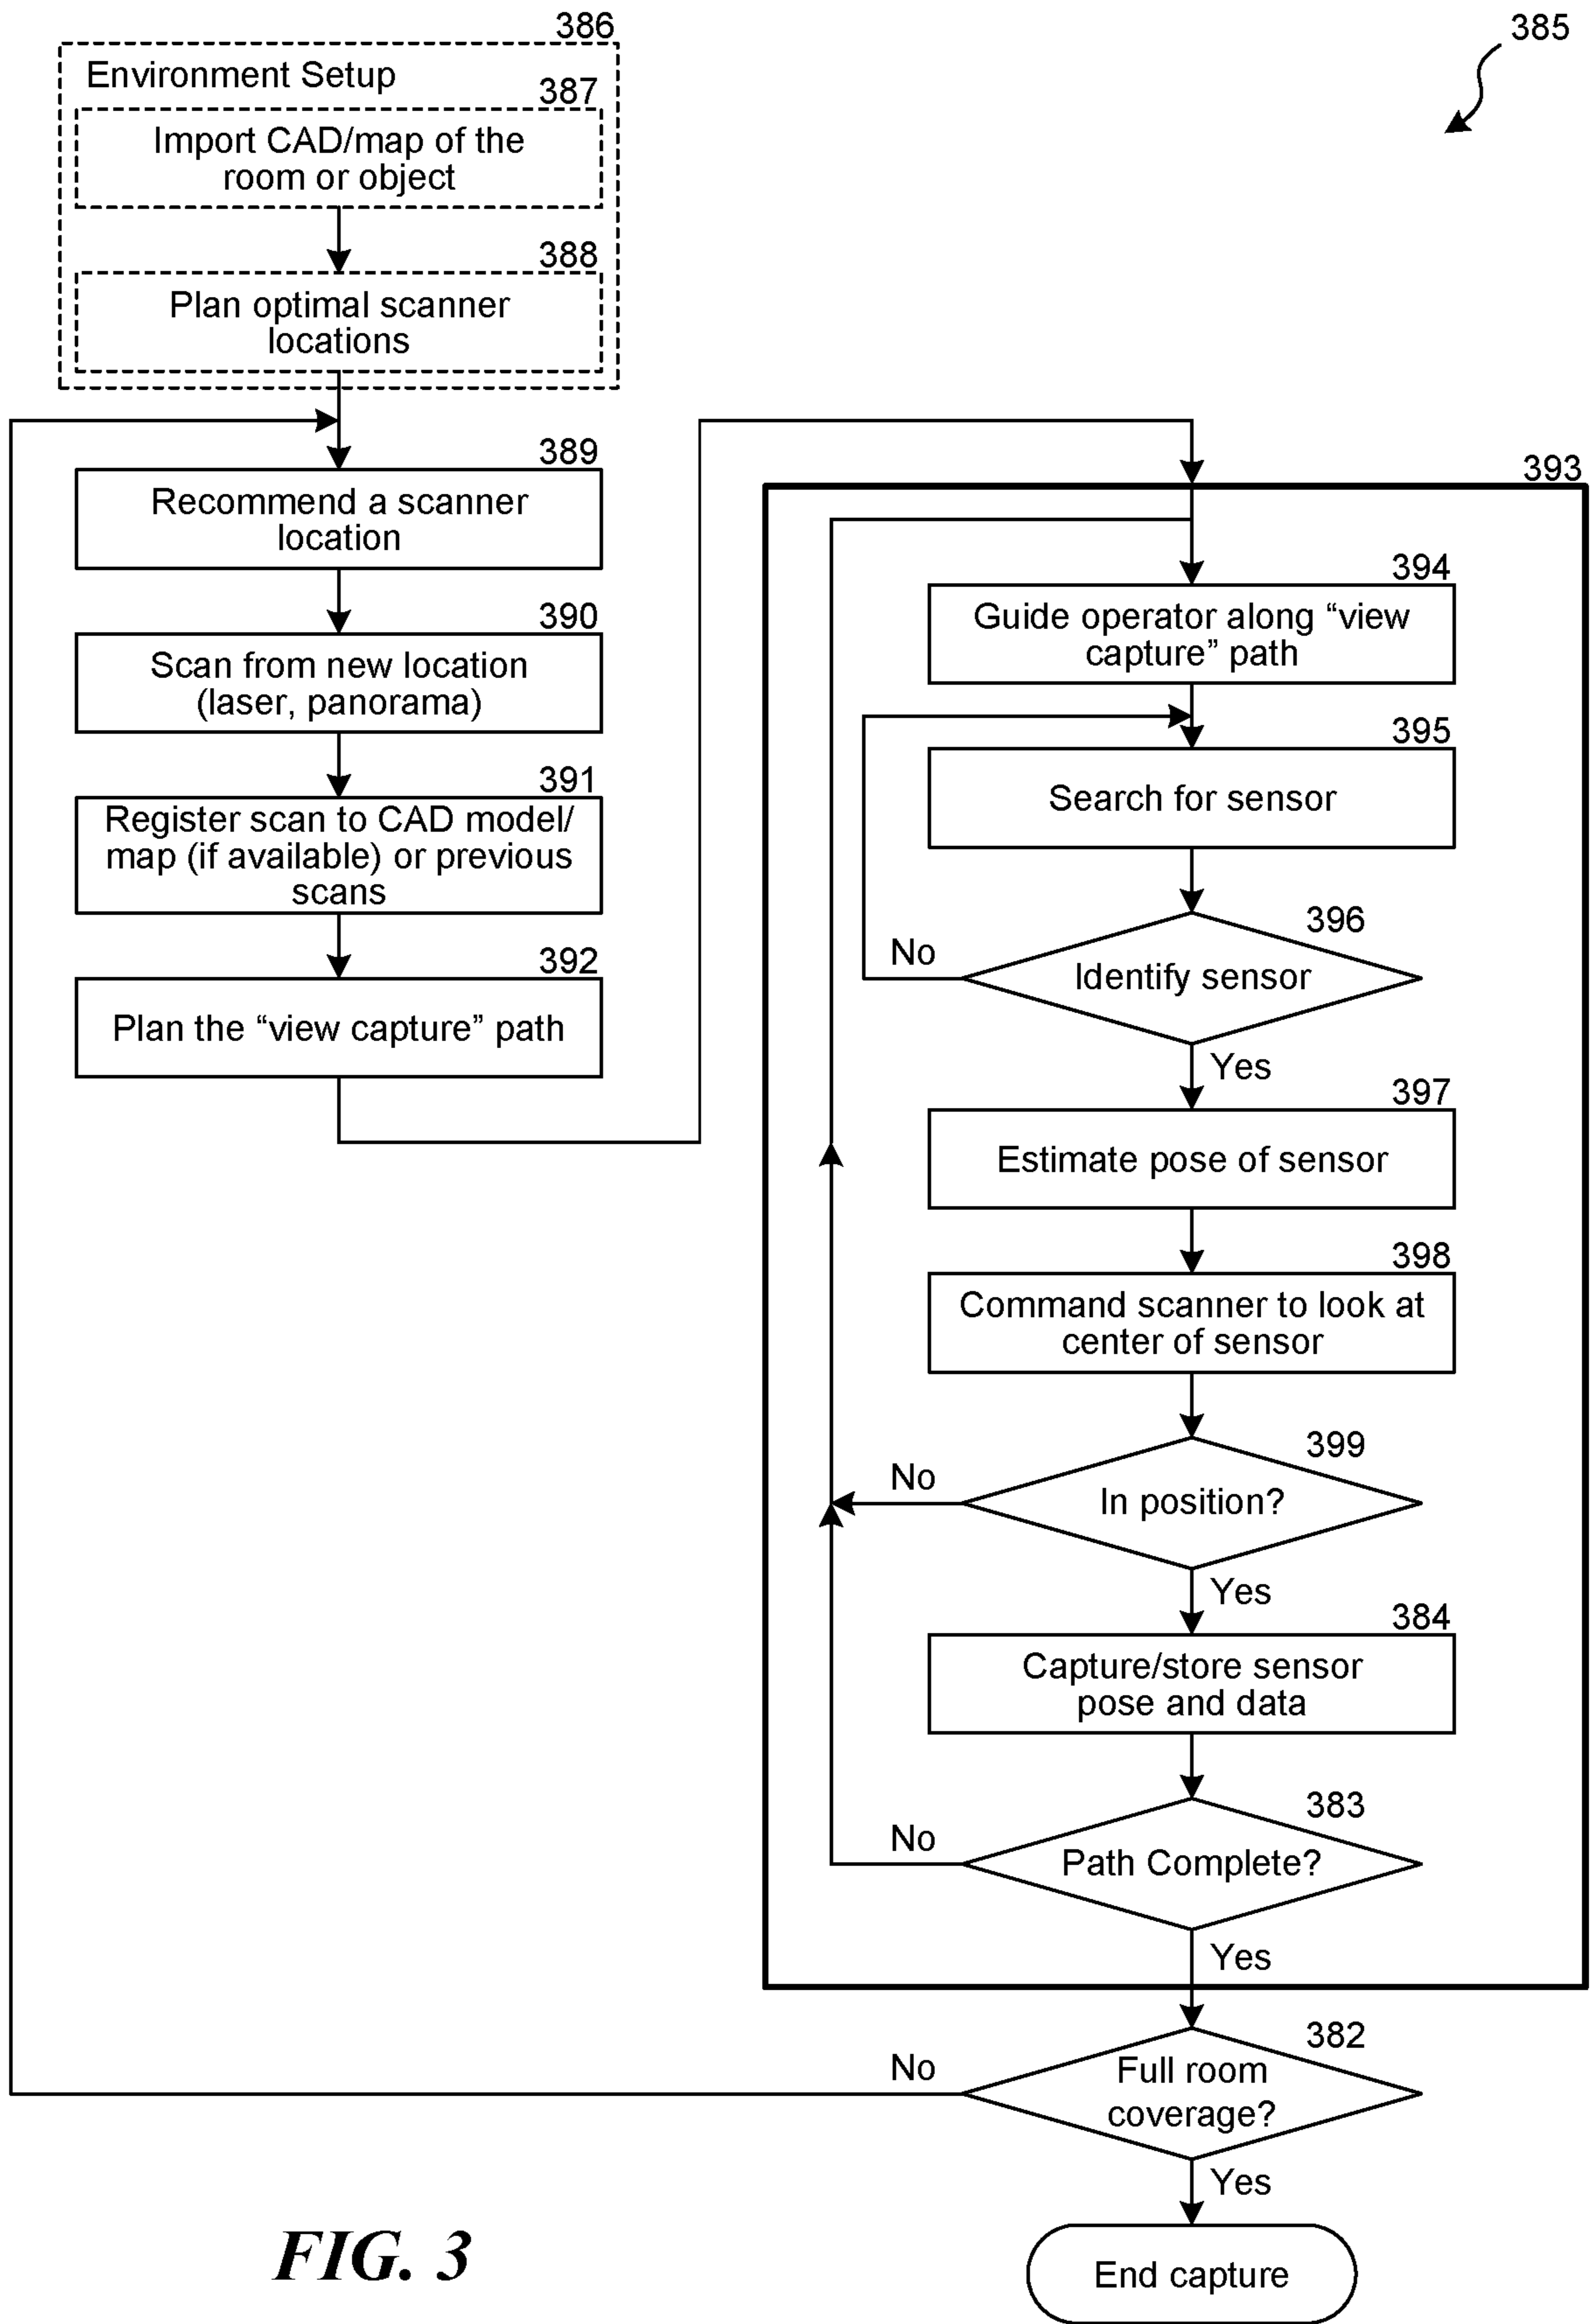 386
385
Environment Setup
387
Import CAD/map of the
room or object
388
Plan optimal scanner
locations
389
Recommend a scanner
location
390
Scan from new location
(laser, panorama)
391
Register scan to CAD model/
map (if available) or previous
scans
392
Plan the “view capture” path
393
394
Guide operator along “view
capture” path
395
Search for sensor
396
No
Identify sensor
Yes
397
Estimate pose of sensor
398
Command scanner to look at
center of sensor
399
No
In position?
Yes
384
Capture/store sensor
pose and data
383
No
Path Complete?
Yes
382
No
Full room
coverage?
Yes
End capture
FIG. 3